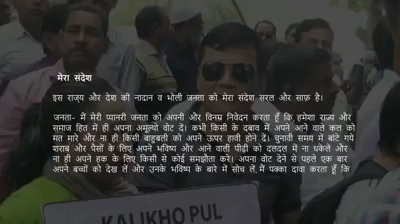 मेरा संदेश
इस राज्य और देश की नादान व भोली जनता को मेरा संदेश सरल और साफ़ है।
जनता- मैं मेरी प्यारी जनता को अपनी और विनम्र निवेदन करता हूँ कि हमेशा राज्य और
समाज हित में ही अपना अमूल्य वोट दें। कभी किसी के दबाव में अपने आने वाले कल को
मत मारे और ना ही किसी बाहुबली को अपने ऊपर हावी होने दें। चुनावी समय में बांटे गये
शराब और पैसों के लिए अपने भविष्य और आने वाली पीढ़ी को दलदल में ना धकेलें और
ना ही अपने हक के लिए किसी से कोई समझौता करे। अपना वोट देने से पहले एक बार
अपने बच्चों को देख लें और उनके भविष्य के बारे में सोच लें, मैं पक्का दावा करता हूँ कि
KALIKHO PUL